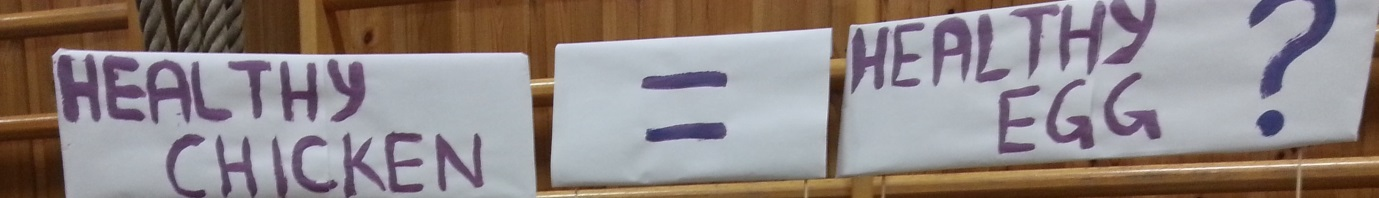 HEALTHY
CHICKEN
=
HEALTHY
EGG ?